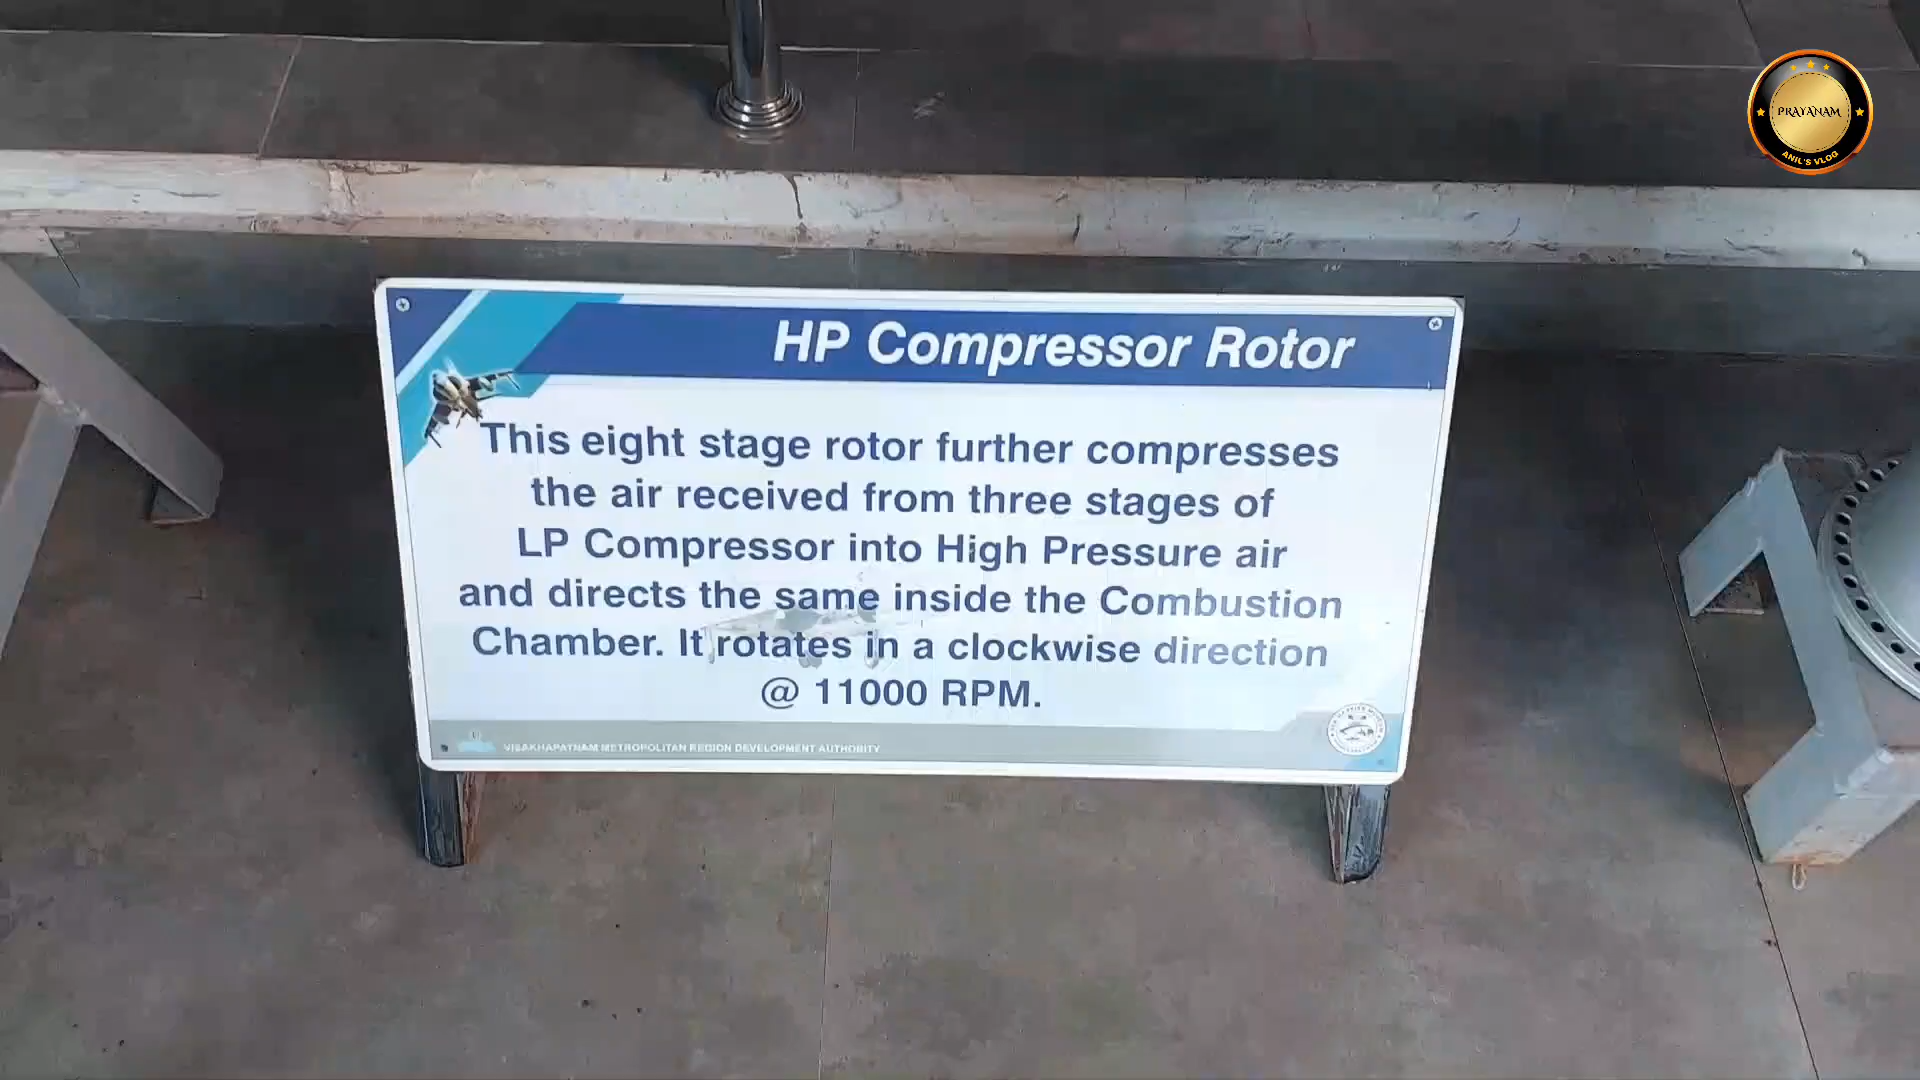 PRAYANAM
ANIL'S VLOG
HP Compressor Rotor
This eight stage rotor further compresses
the air received from three stages of
LP Compressor into High Pressure air
and directs the same inside the Combustion
Chamber. It rotates in a clockwise direction
@ 11000 RPM.
VISAKHAPATNAM METROPOLITAN REGION DEVELOPMENT AUTHORITY